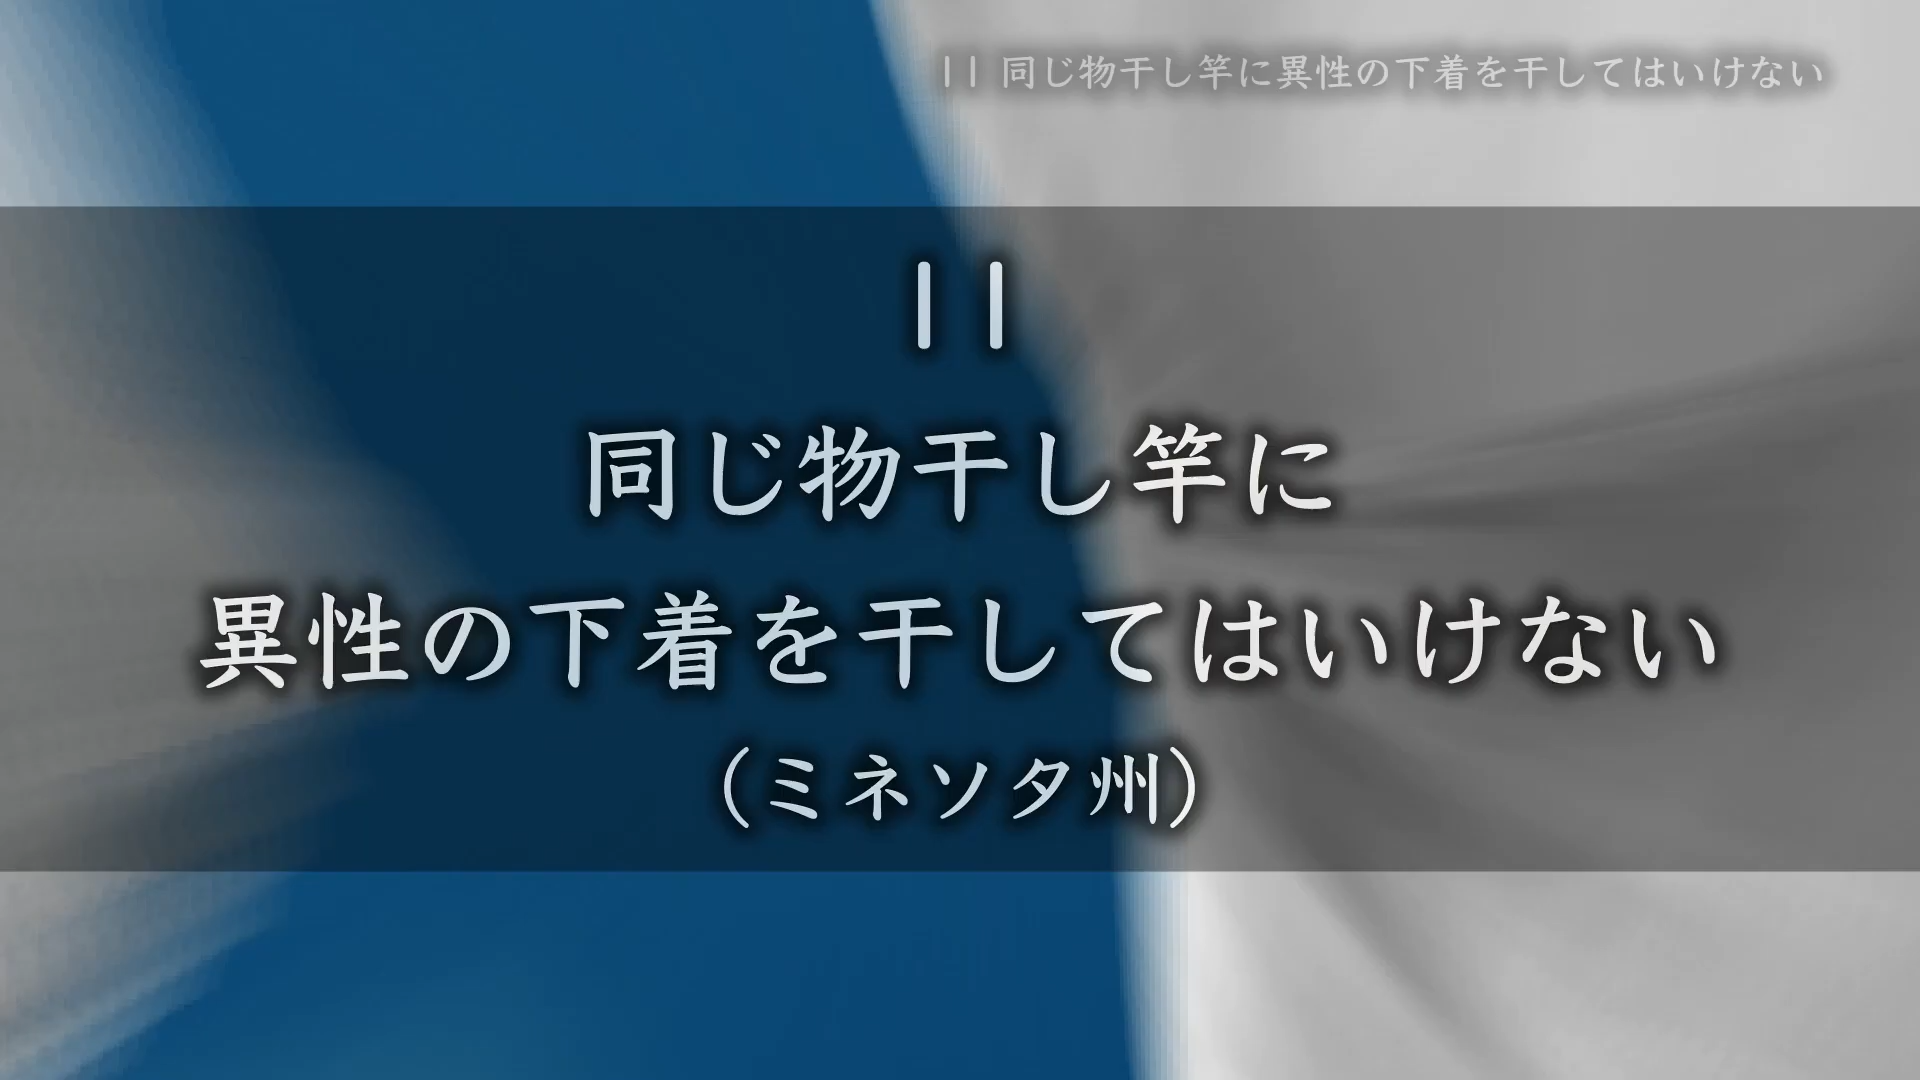 11 同じ物干し竿に異性の下着を干してはいけない
11
同じ物干し竿に
異性の下着を干してはいけない
（ミネソタ州）